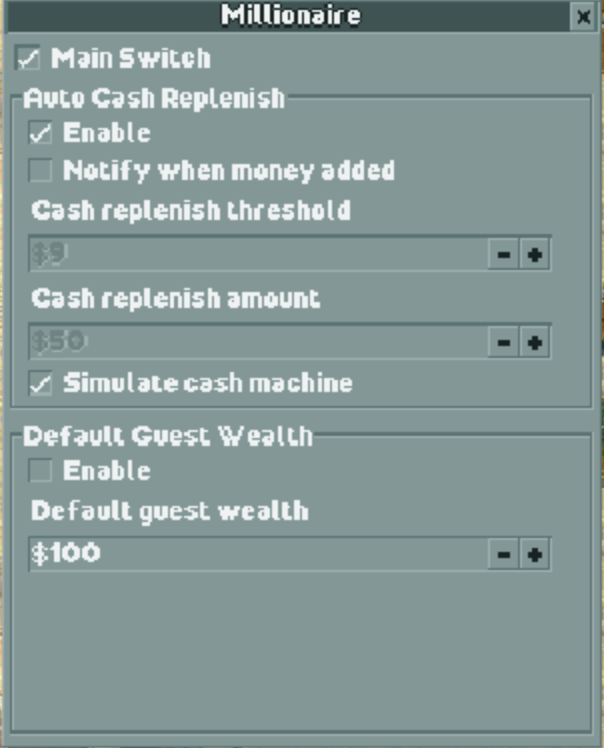 Millionaire
Main Switch
Auto Cash Replenish
Enable
Notify when money added
Cash replenish threshold
$9
Cash replenish amount
$50
Simulate cash machine
Default Guest Wealth
Enable
Default guest wealth
$100